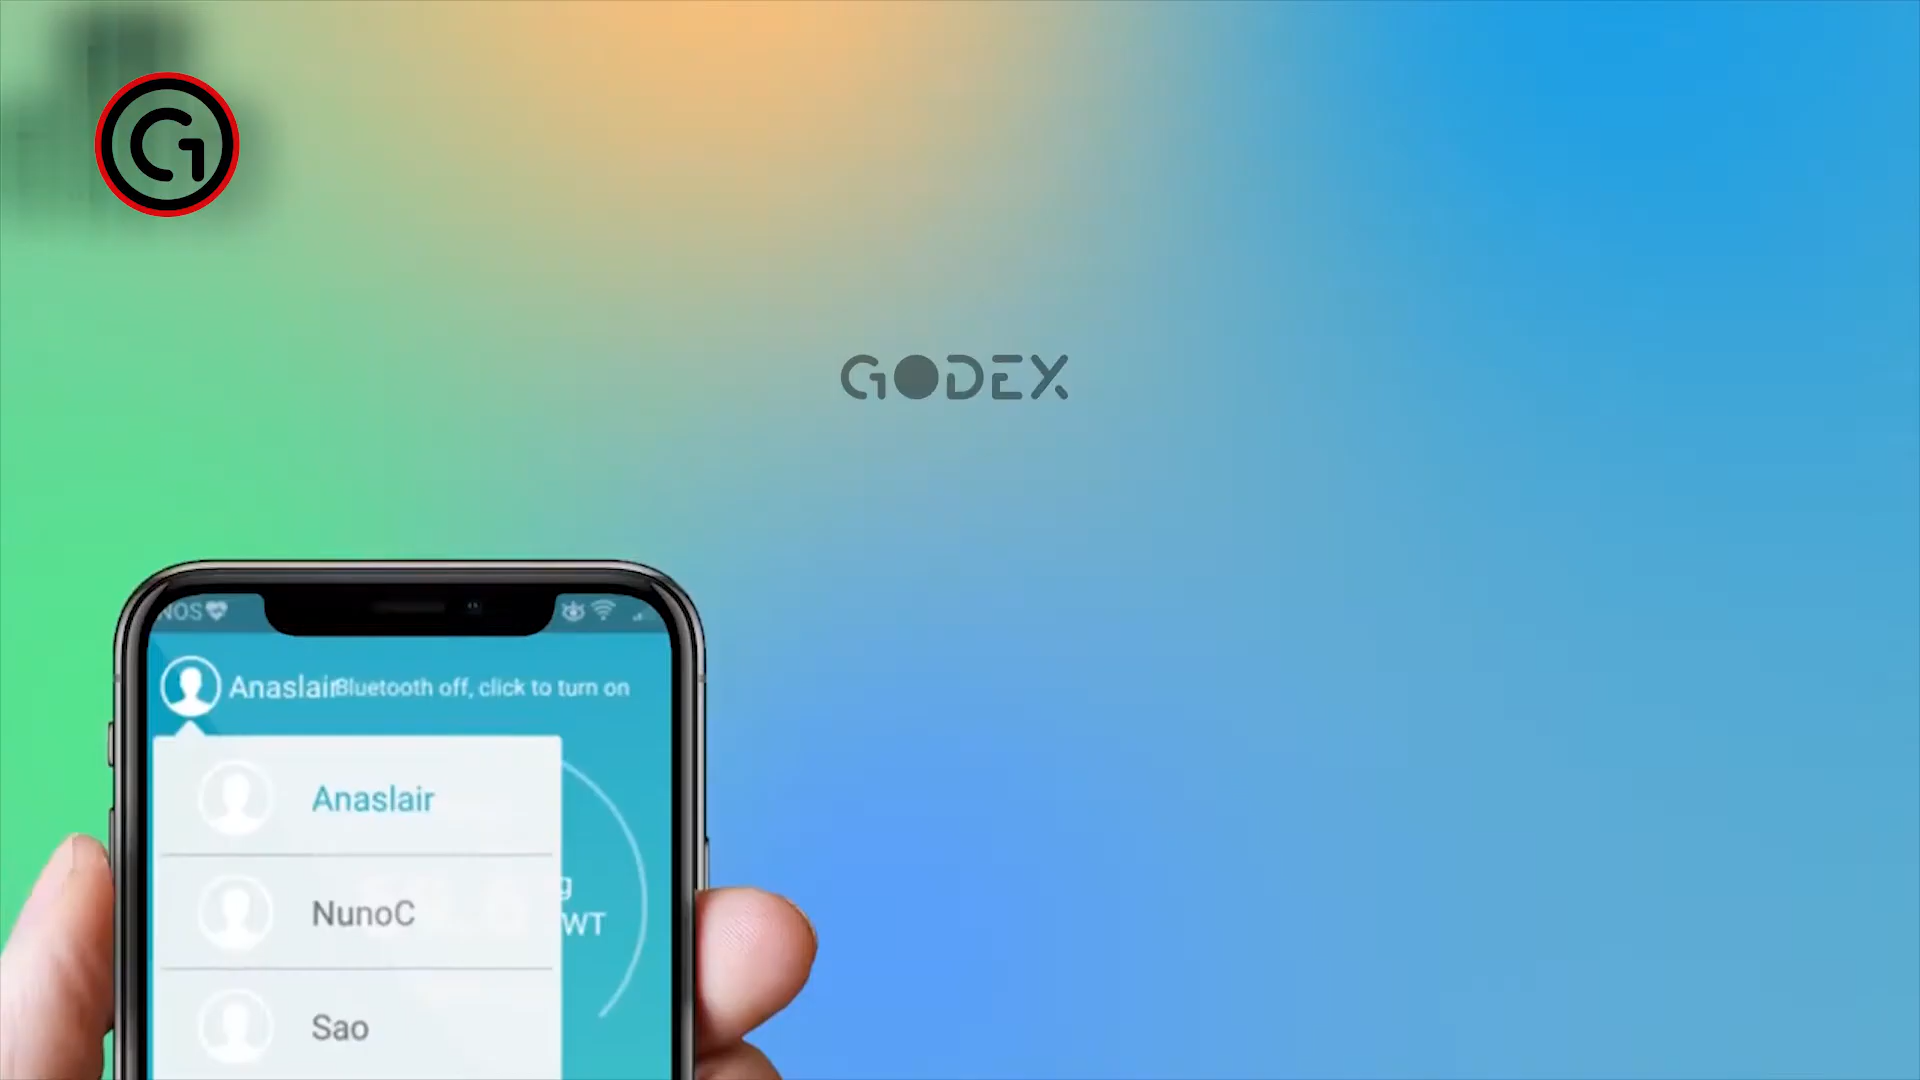 G
GODEX
NOS
Anaslair Bluetooth off, click to turn on
Anaslair
g
NunoC
WT
Sao